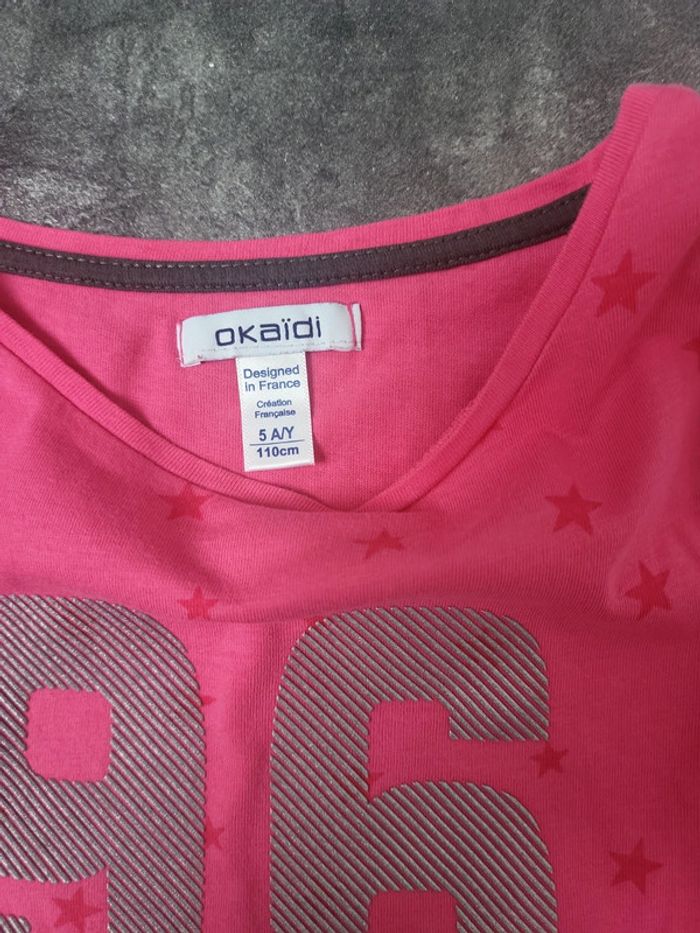 okaïdi
Designed
in France
Création
Française
5 A/Y
110cm
96